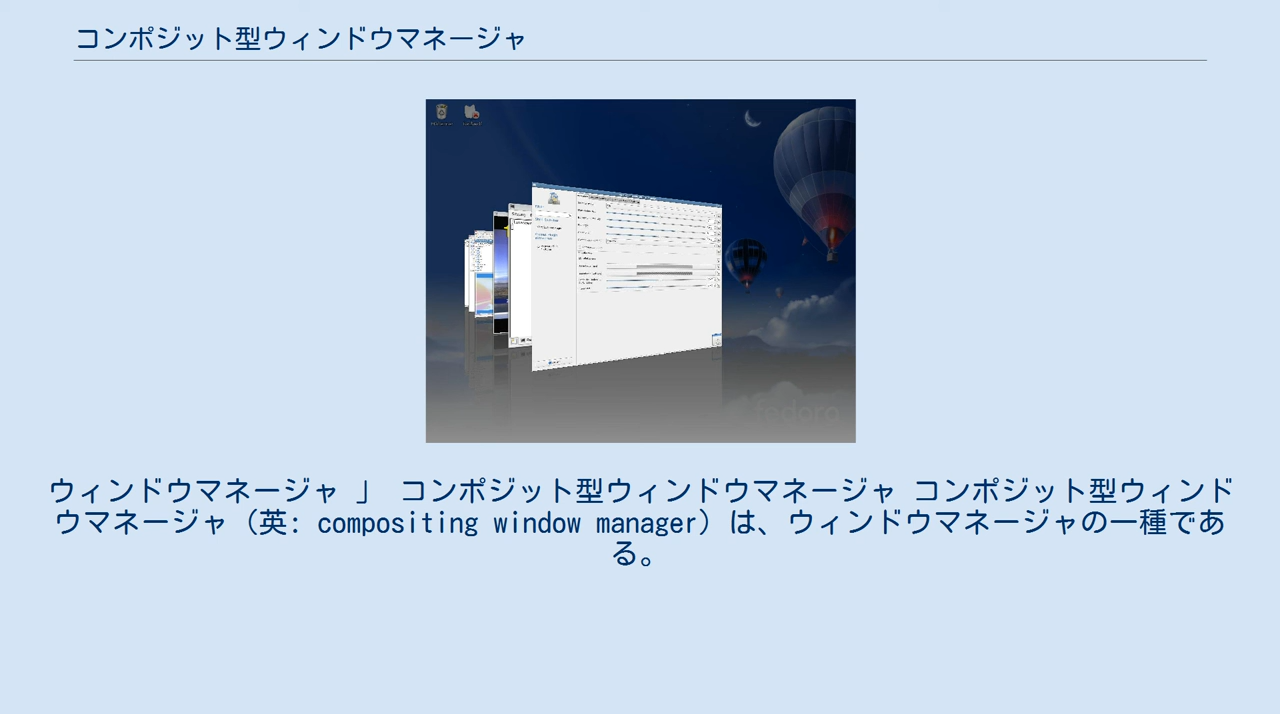 コンポジット型ウィンドウマネージャ
fedora
ウィンドウマネージャ 」 コンポジット型ウィンドウマネージャ コンポジット型ウィンド
ウマネージャ（英: compositing window manager）は、ウィンドウマネージャの一種であ
る。